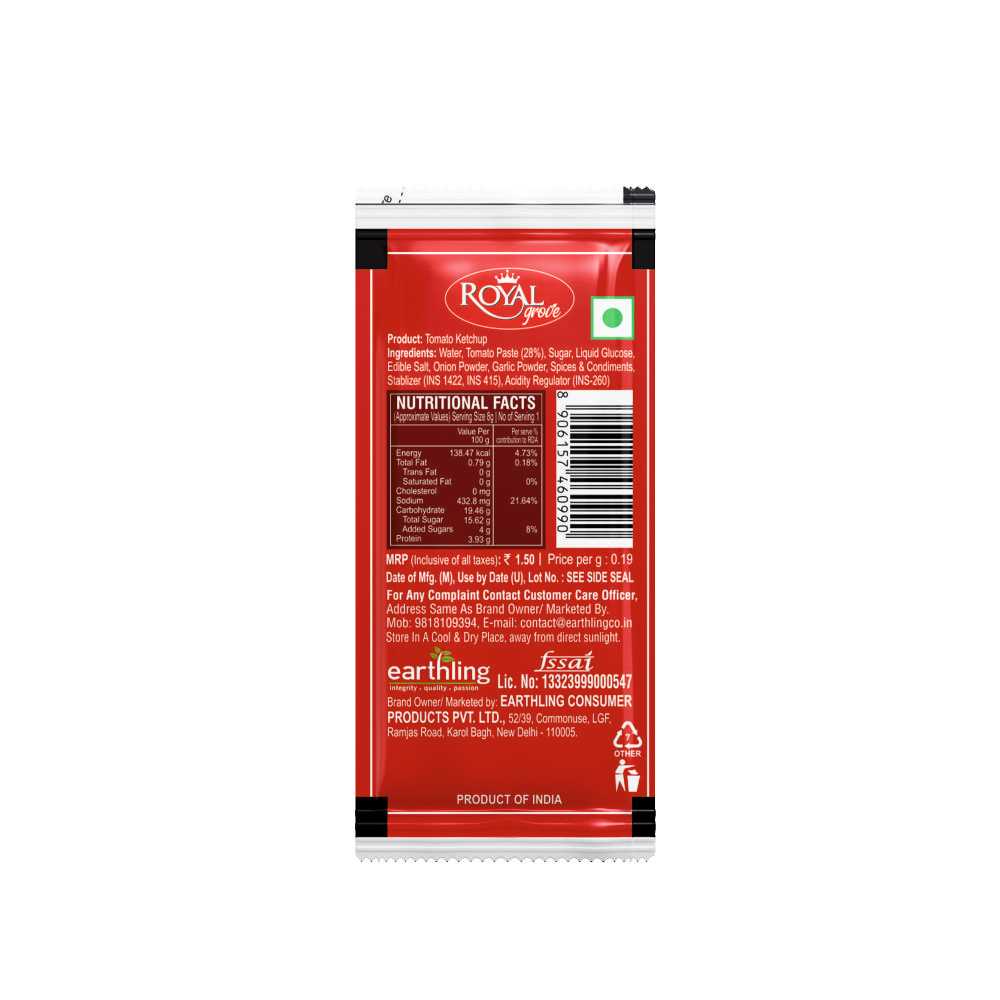 ROYAL
grove
Product: Tomato Ketchup
Ingredients: Water, Tomato Paste (28%), Sugar, Liquid Glucose,
Edible Salt, Onion Powder, Garlic Powder, Spices & Condiments,
Stablizer (INS 1422, INS 415), Acidity Regulator (INS-260)
NUTRITIONAL FACTS
(Approximate Values) Serving Size 8g | No of Serving 1
Value Per 100 g | Per serve % contribution to RDA
Energy 138.47 kcal 4.73%
Total Fat 0.79 g 0.18%
Trans Fat 0 g
Saturated Fat 0 g 0%
Cholesterol 0 mg
Sodium 432.8 mg 21.64%
Carbohydrate 19.46 g
Total Sugar 15.62 g
Added Sugars 4 g 8%
Protein 3.93 g
8 906157 460990
MRP (Inclusive of all taxes): ₹ 1.50 | Price per g : 0.19
Date of Mfg. (M), Use by Date (U), Lot No. : SEE SIDE SEAL
For Any Complaint Contact Customer Care Officer,
Address Same As Brand Owner/ Marketed By.
Mob: 9818109394, E-mail: contact@earthlingco.in
Store In A Cool & Dry Place, away from direct sunlight.
earthling
integrity . quality . passion
fssai
Lic. No: 13323999000547
Brand Owner/ Marketed by: EARTHLING CONSUMER
PRODUCTS PVT. LTD., 52/39, Commonuse, LGF,
Ramjas Road, Karol Bagh, New Delhi - 110005.
7
OTHER
PRODUCT OF INDIA